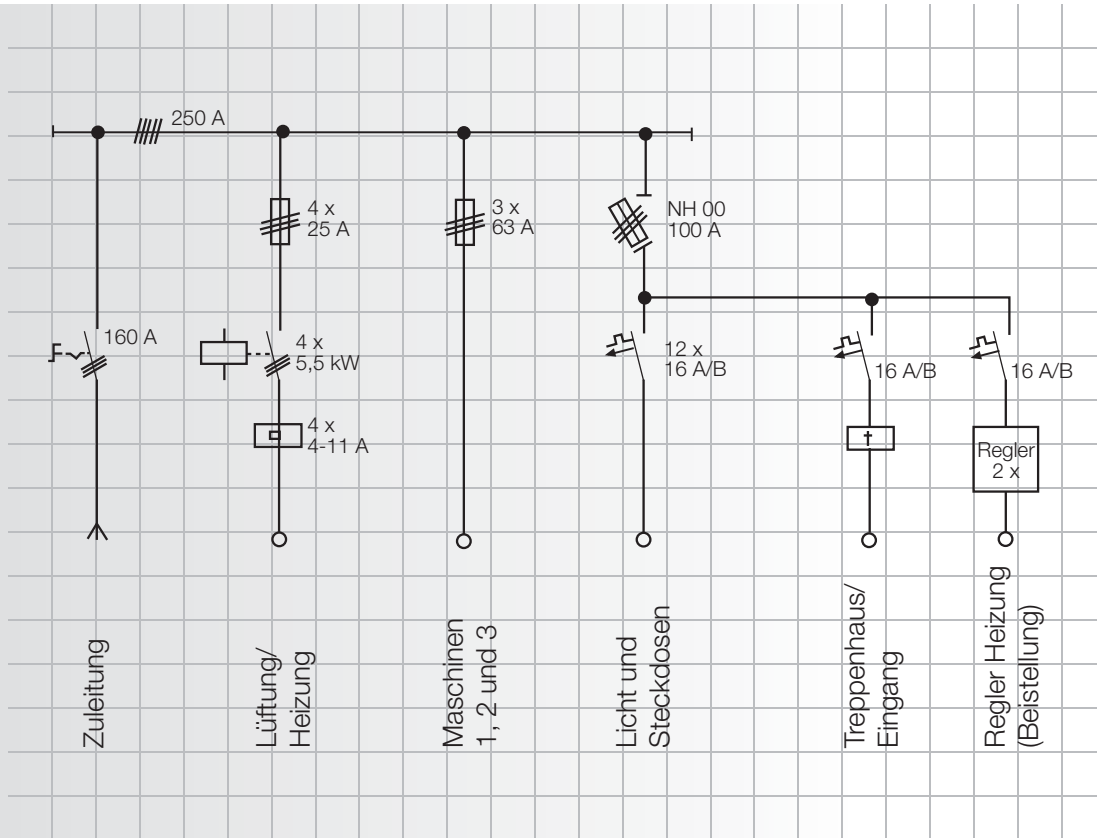 250 A
4 x
25 A
3 x
63 A
NH 00
100 A
160 A
4 x
5,5 kW
12 x
16 A/B
16 A/B
16 A/B
4 x
4-11 A
Regler
2 x
Zuleitung
Lüftung/
Heizung
Maschinen
1, 2 und 3
Licht und
Steckdosen
Treppenhaus/
Eingang
Regler Heizung
(Beistellung)